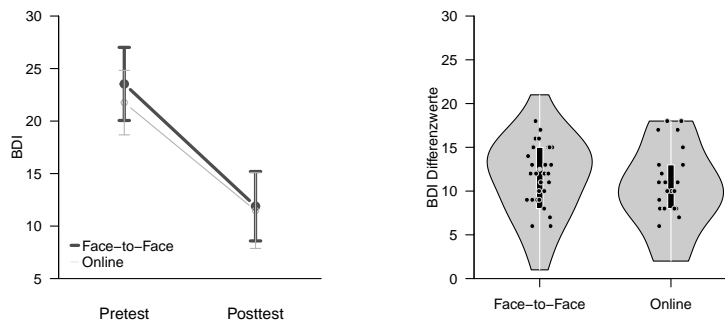 30
25
20
15
10
5
BDI
Face-to-Face
Online
Pretest
Posttest
30
25
20
15
10
5
0
BDI Differenzwerte
Face-to-Face
Online